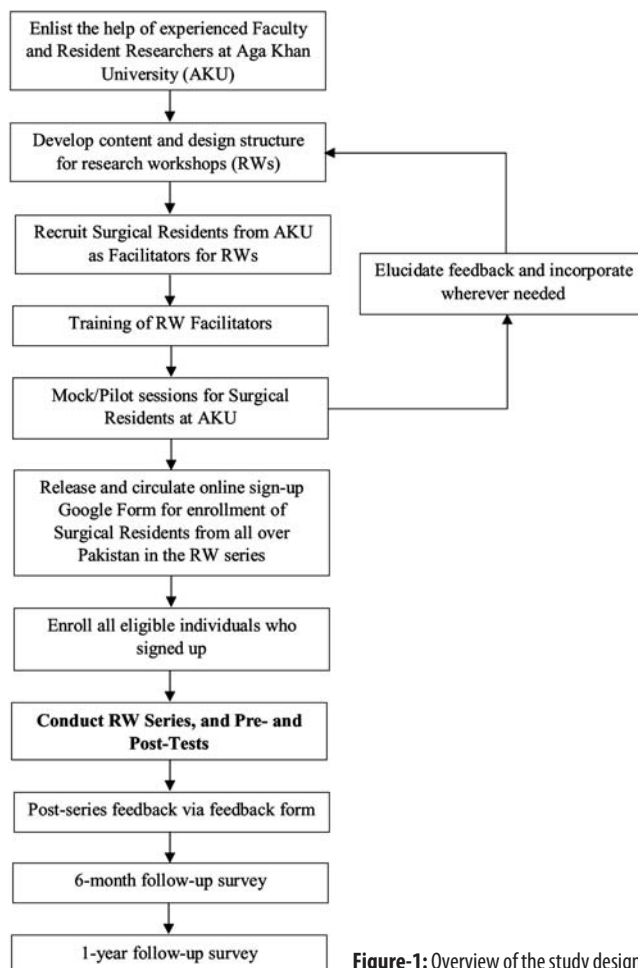 Enlist the help of experienced Faculty
and Resident Researchers at Aga Khan
University (AKU)
Develop content and design structure
for research workshops (RWs)
Recruit Surgical Residents from AKU
as Facilitators for RWs
Elucidate feedback and incorporate
wherever needed
Training of RW Facilitators
Mock/Pilot sessions for Surgical
Residents at AKU
Release and circulate online sign-up
Google Form for enrollment of
Surgical Residents from all over
Pakistan in the RW series
Enroll all eligible individuals who
signed up
Conduct RW Series, and Pre- and
Post-Tests
Post-series feedback via feedback form
6-month follow-up survey
1-year follow-up survey
Figure-1: Overview of the study design